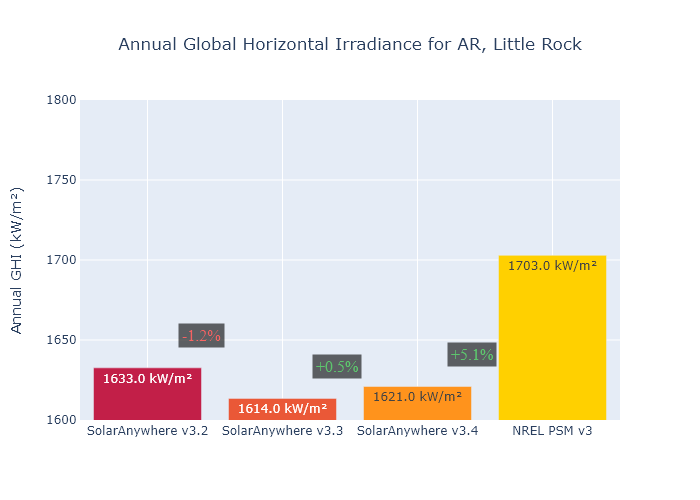 Annual Global Horizontal Irradiance for AR, Little Rock
Annual GHI (kW/m²)
1800
1750
1700
1650
1600
1633.0 kW/m²
-1.2%
1614.0 kW/m²
+0.5%
1621.0 kW/m²
+5.1%
1703.0 kW/m²
SolarAnywhere v3.2
SolarAnywhere v3.3
SolarAnywhere v3.4
NREL PSM v3